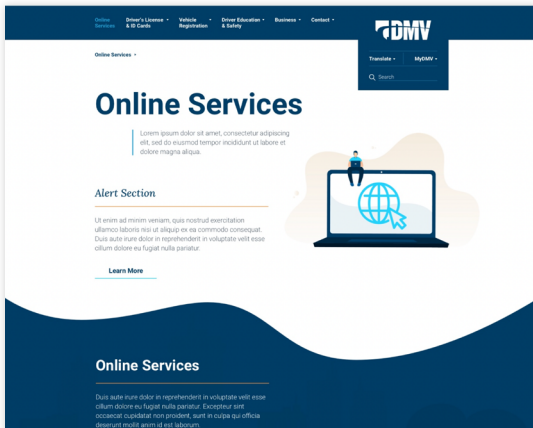 Online Services
Driver's License & ID Cards
Vehicle Registration
Driver Education & Safety
Business
Contact
DMV
Translate
MyDMV
Search
Online Services
Online Services
Lorem ipsum dolor sit amet, consectetur adipiscing
elit, sed do eiusmod tempor incididunt ut labore et
dolore magna aliqua.
Alert Section
Ut enim ad minim veniam, quis nostrud exercitation
ullamco laboris nisi ut aliquip ex ea commodo consequat.
Duis aute irure dolor in reprehenderit in voluptate velit esse
cillum dolore eu fugiat nulla pariatur.
Learn More
Online Services
Duis aute irure dolor in reprehenderit in voluptate velit esse
cillum dolore eu fugiat nulla pariatur. Excepteur sint
occaecat cupidatat non proident, sunt in culpa qui officia
deserunt mollit anim id est laborum.